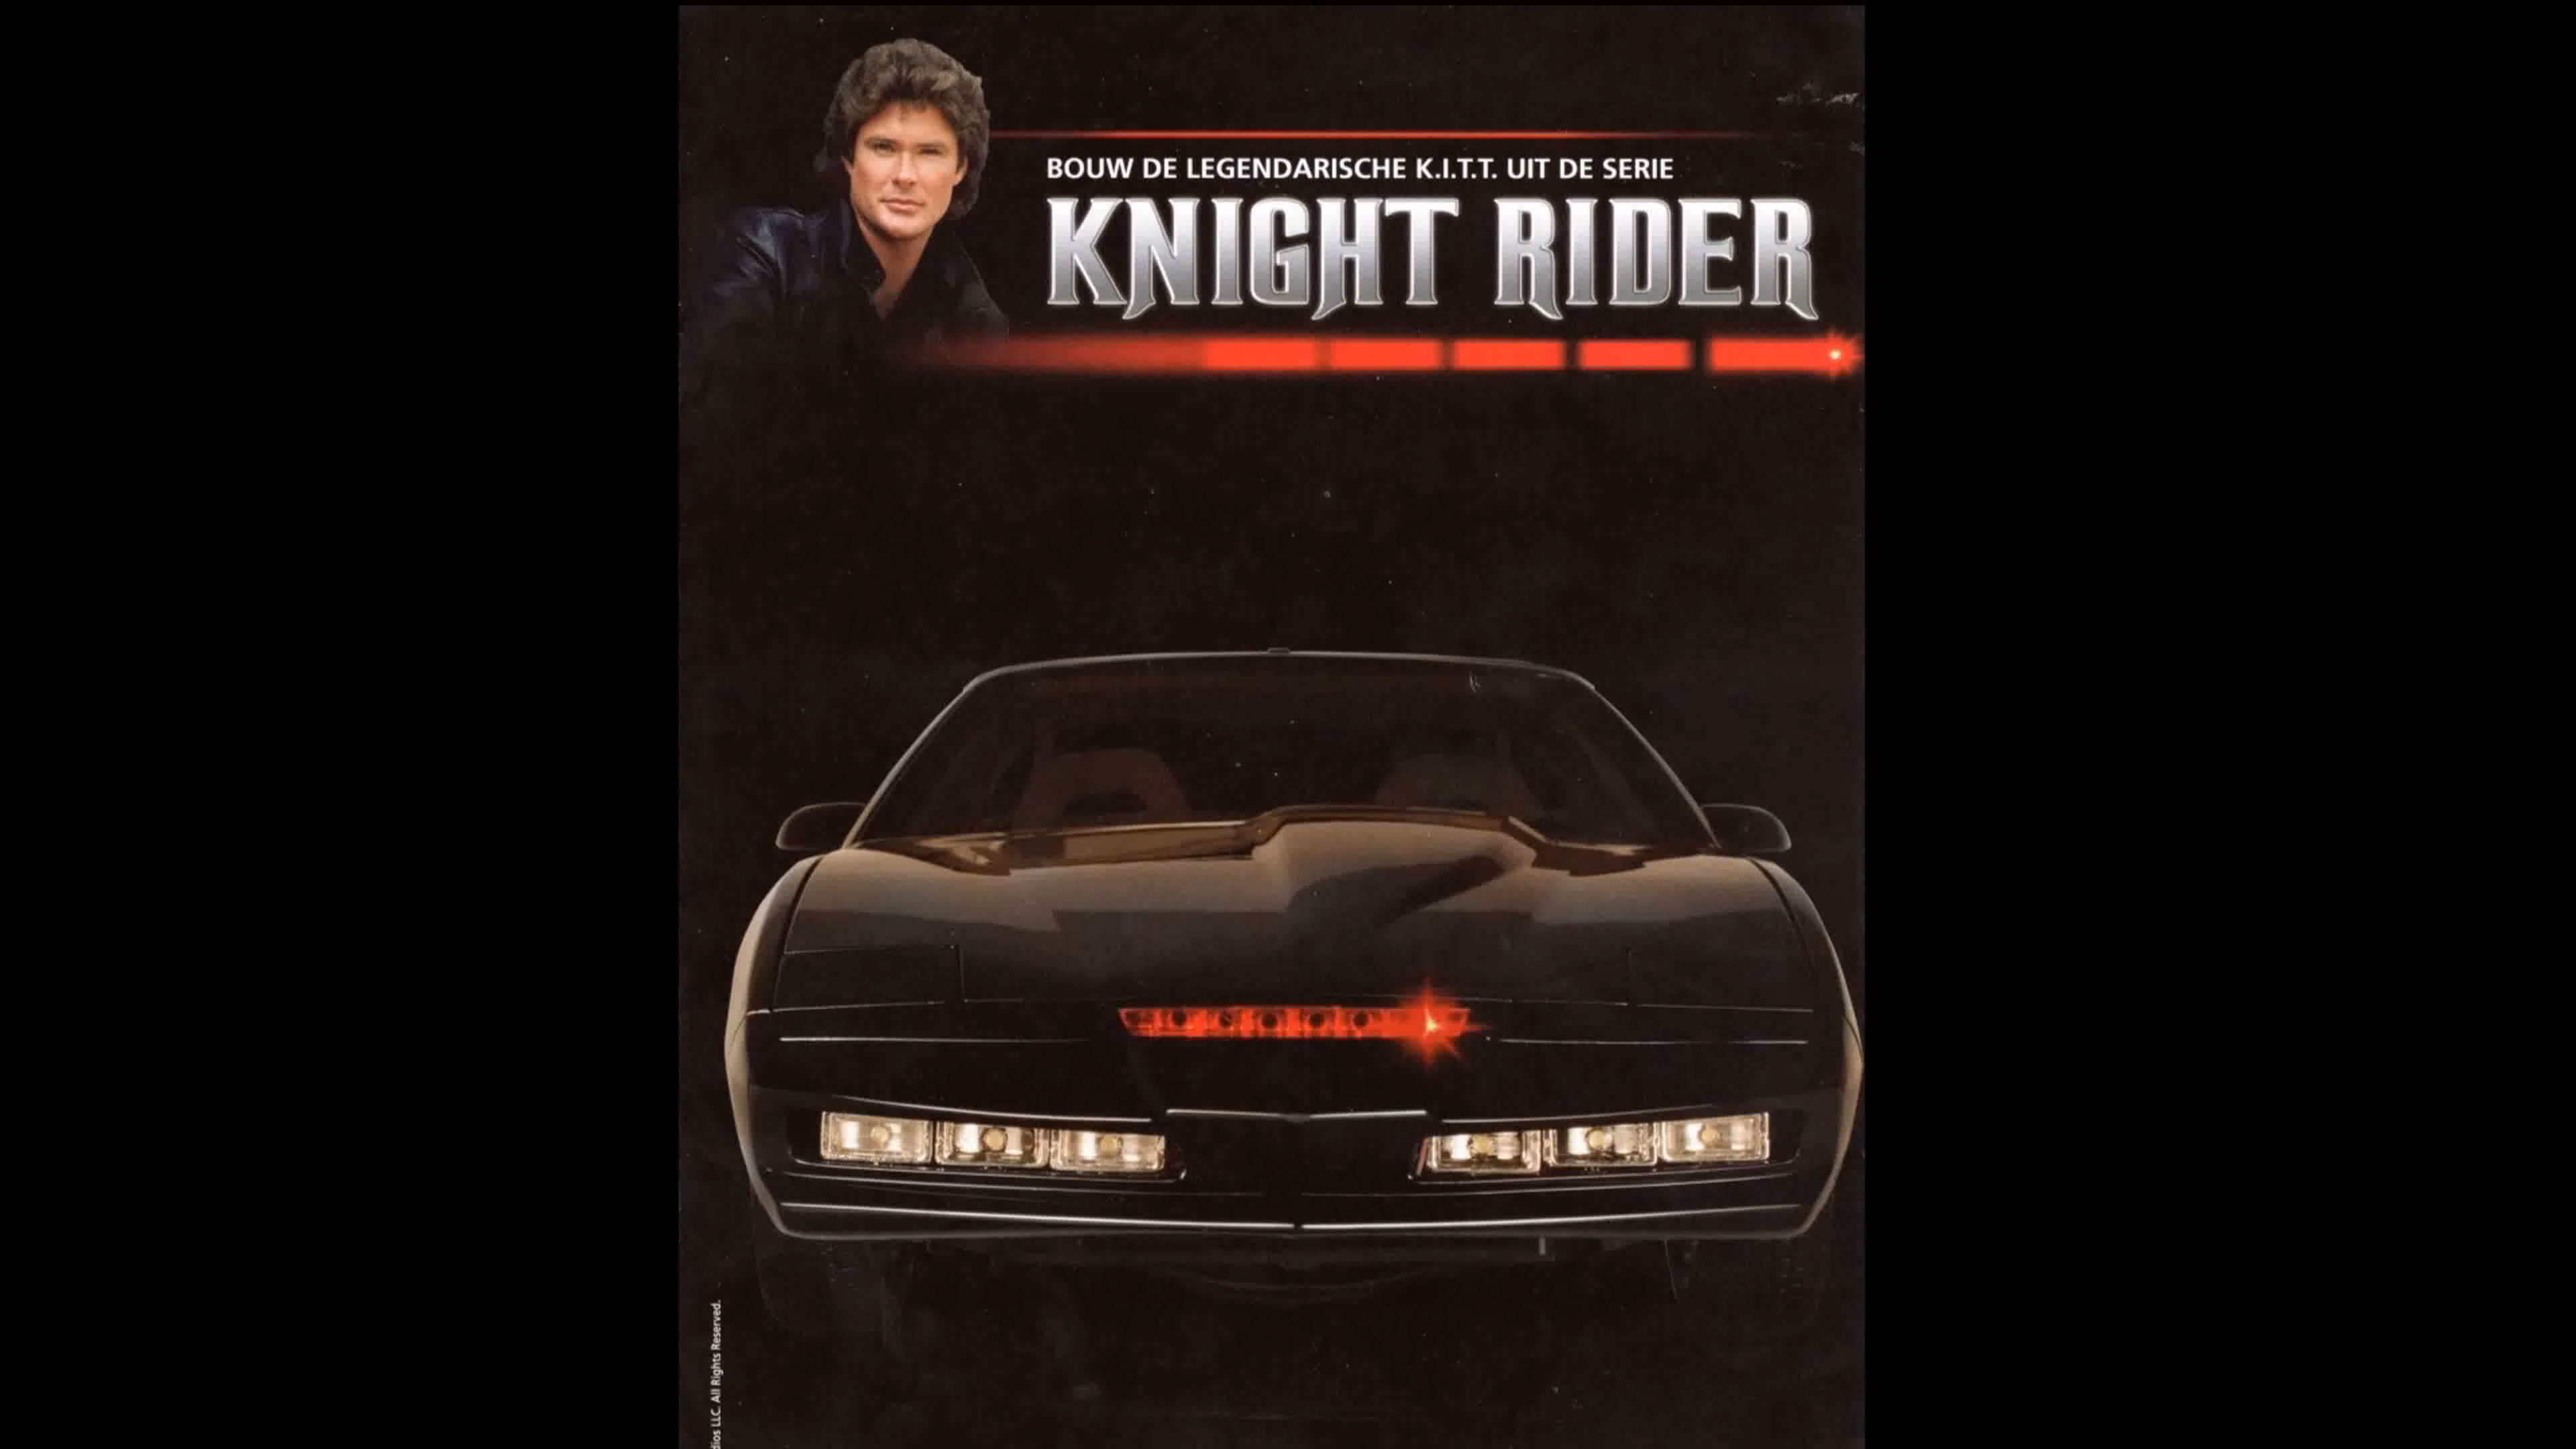 BOUW DE LEGENDARISCHE K.I.T.T. UIT DE SERIE
KNIGHT RIDER
dios LLC. All Rights Reserved.